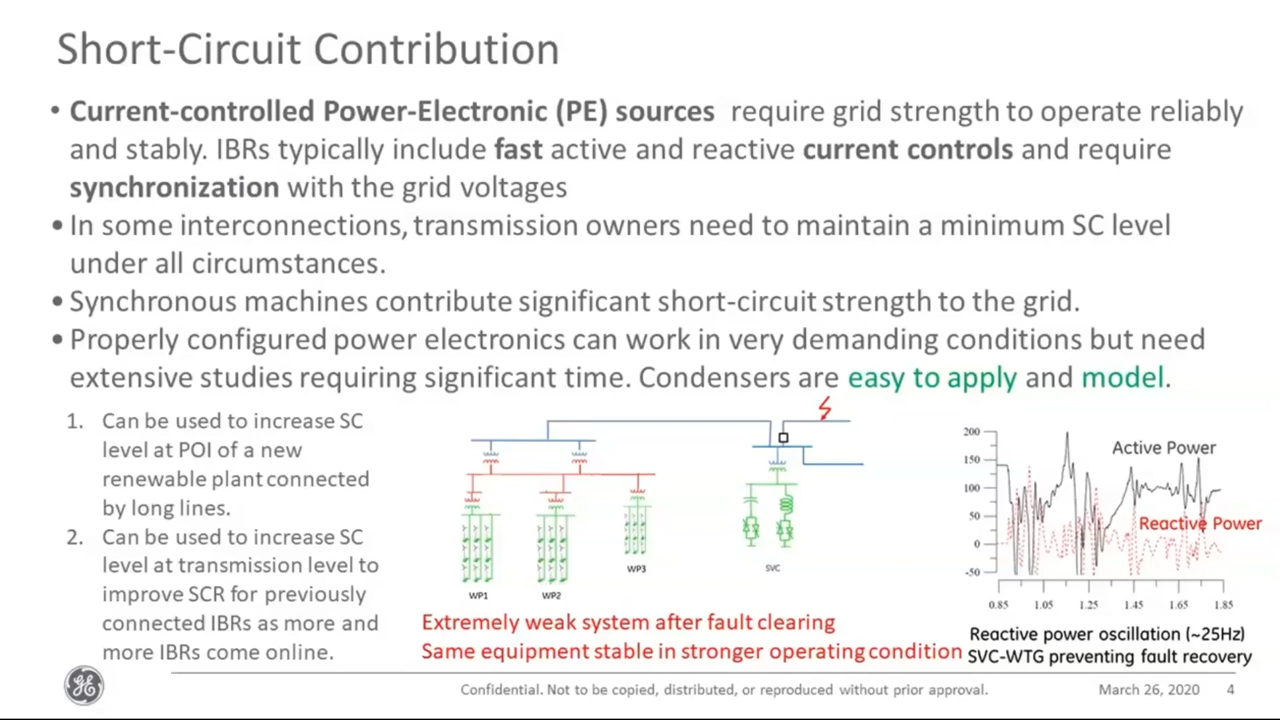 Short-Circuit Contribution
• Current-controlled Power-Electronic (PE) sources require grid strength to operate reliably
and stably. IBRs typically include fast active and reactive current controls and require
synchronization with the grid voltages
• In some interconnections, transmission owners need to maintain a minimum SC level
under all circumstances.
• Synchronous machines contribute significant short-circuit strength to the grid.
• Properly configured power electronics can work in very demanding conditions but need
extensive studies requiring significant time. Condensers are easy to apply and model.
1. Can be used to increase SC
level at POI of a new
renewable plant connected
by long lines.
2. Can be used to increase SC
level at transmission level to
improve SCR for previously
connected IBRs as more and
more IBRs come online.
WP1
WP2
WP3
SVC
Extremely weak system after fault clearing
Same equipment stable in stronger operating condition
200
150
100
50
0
-50
Active Power
Reactive Power
0.85 1.05 1.25 1.45 1.65 1.85
Reactive power oscillation (~25Hz)
SVC-WTG preventing fault recovery
GE
Confidential. Not to be copied, distributed, or reproduced without prior approval.
March 26, 2020
4